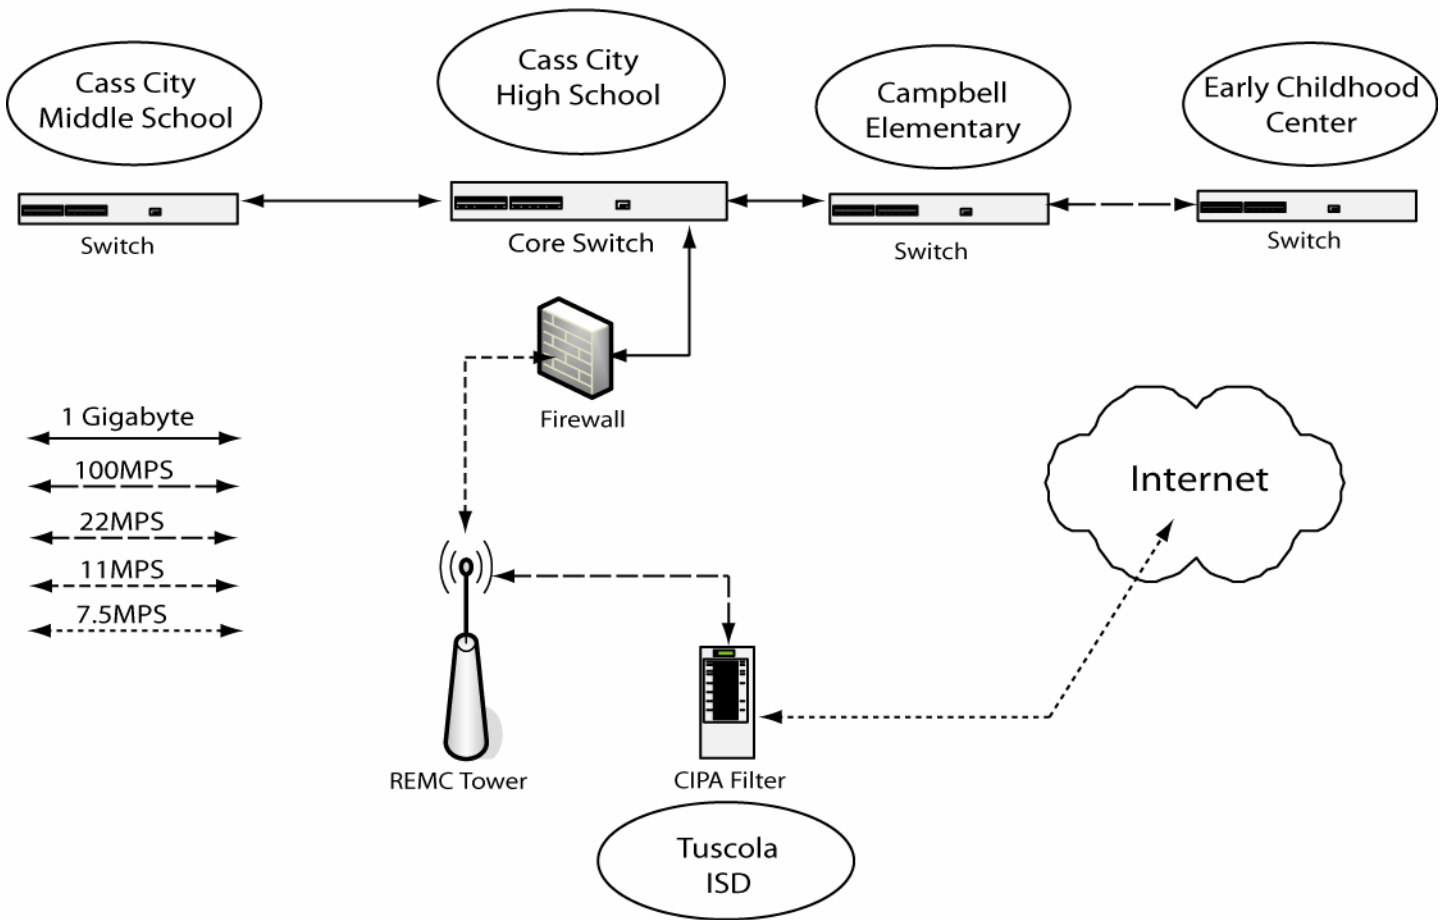 Cass City
Middle School
Cass City
High School
Campbell
Elementary
Early Childhood
Center
Switch
Core Switch
Switch
Switch
Firewall
1 Gigabyte
100MPS
22MPS
11MPS
7.5MPS
Internet
REMC Tower
CIPA Filter
Tuscola
ISD